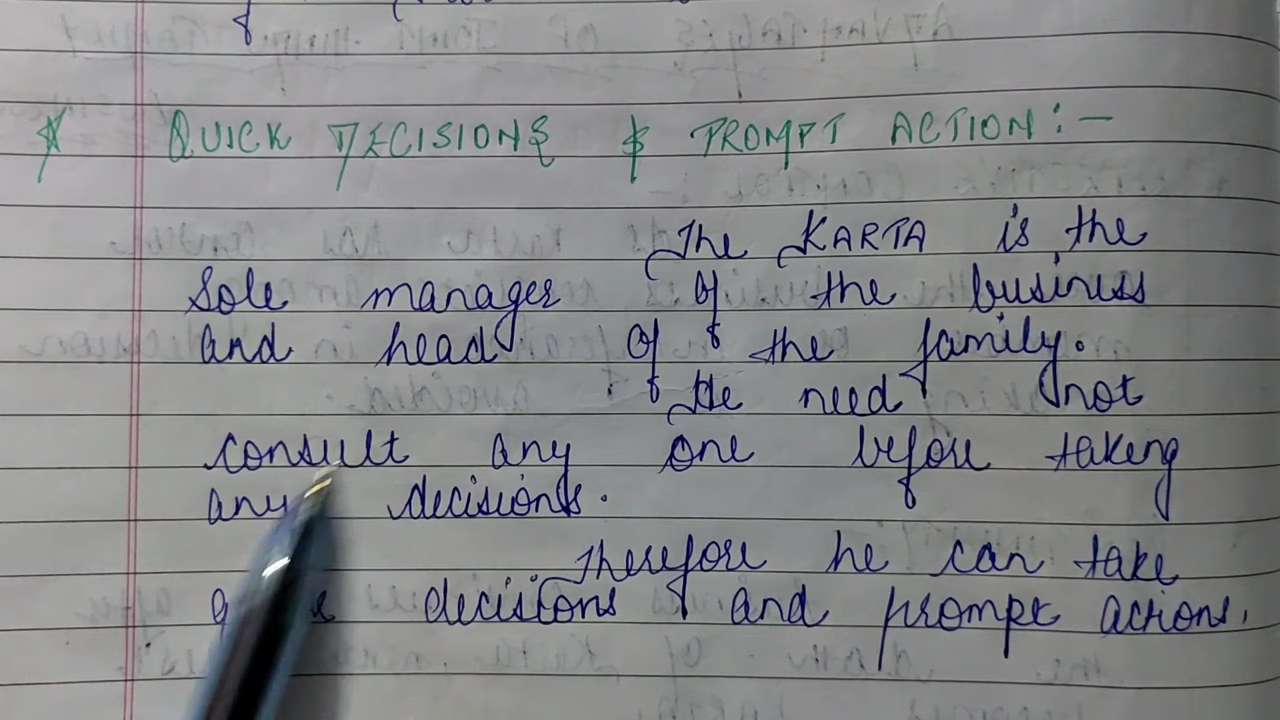 * QUICK DECISIONS & PROMPT ACTION:-
The KARTA is the
sole manager of the business
and head of the family.
He need not
consult any one before taking
any decisions.
Therefore he can take
decisions and prompt actions.